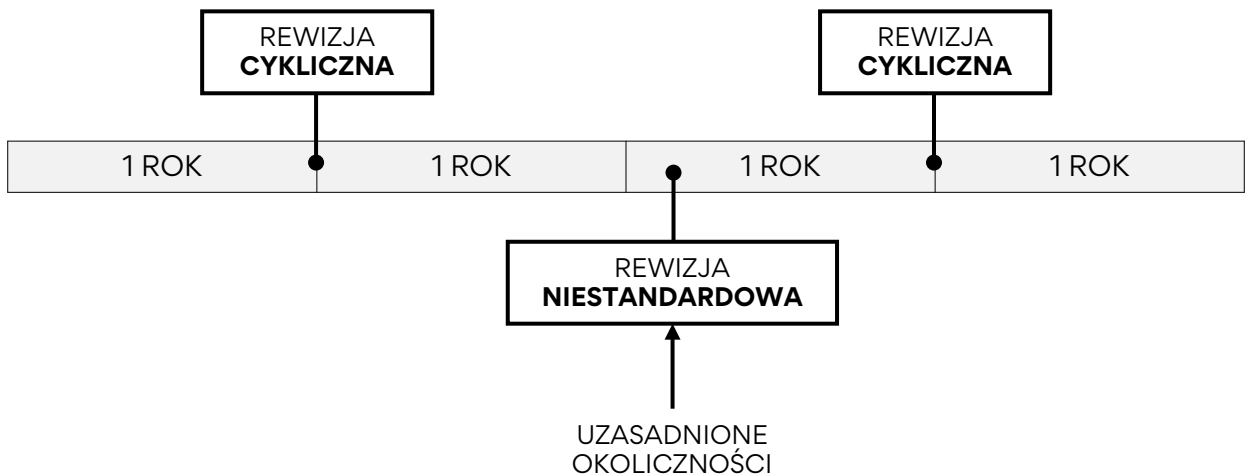 REWIZJA
CYKLICZNA
REWIZJA
CYKLICZNA
1 ROK
1 ROK
1 ROK
1 ROK
REWIZJA
NIESTANDARDOWA
UZASADNIONE
OKOLICZNOŚCI